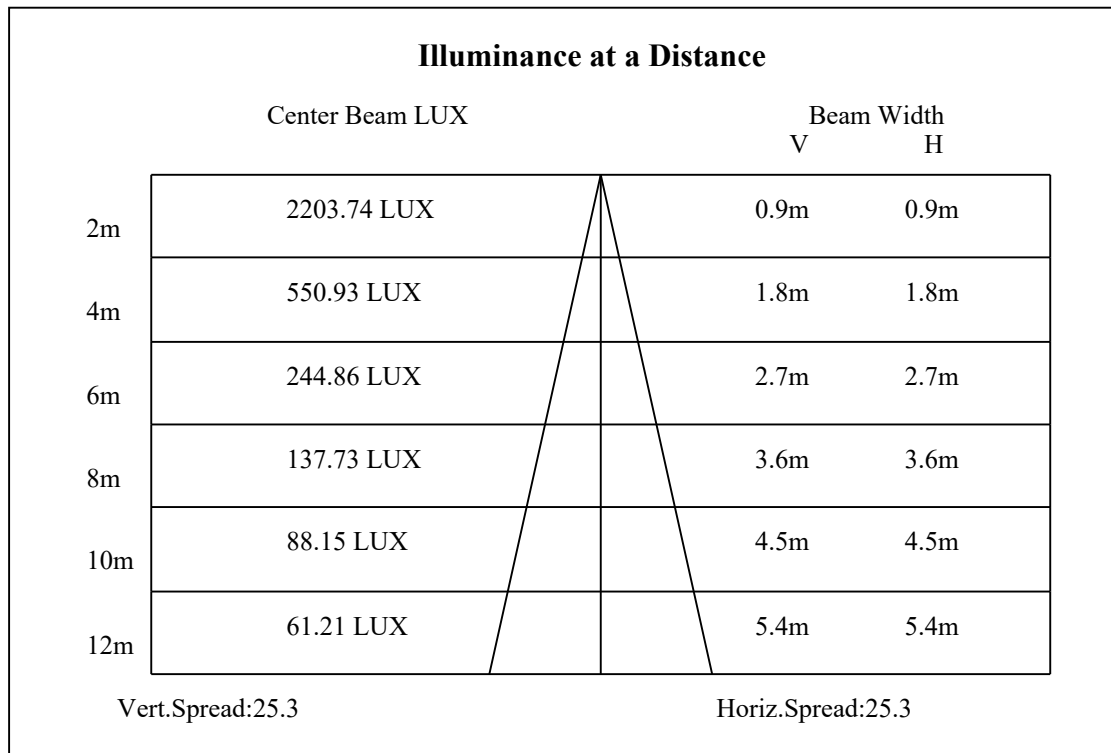 Illuminance at a Distance
Center Beam LUX Beam Width
V H
2203.74 LUX 0.9m 0.9m
2m
550.93 LUX 1.8m 1.8m
4m
244.86 LUX 2.7m 2.7m
6m
137.73 LUX 3.6m 3.6m
8m
88.15 LUX 4.5m 4.5m
10m
61.21 LUX 5.4m 5.4m
12m
Vert.Spread:25.3 Horiz.Spread:25.3